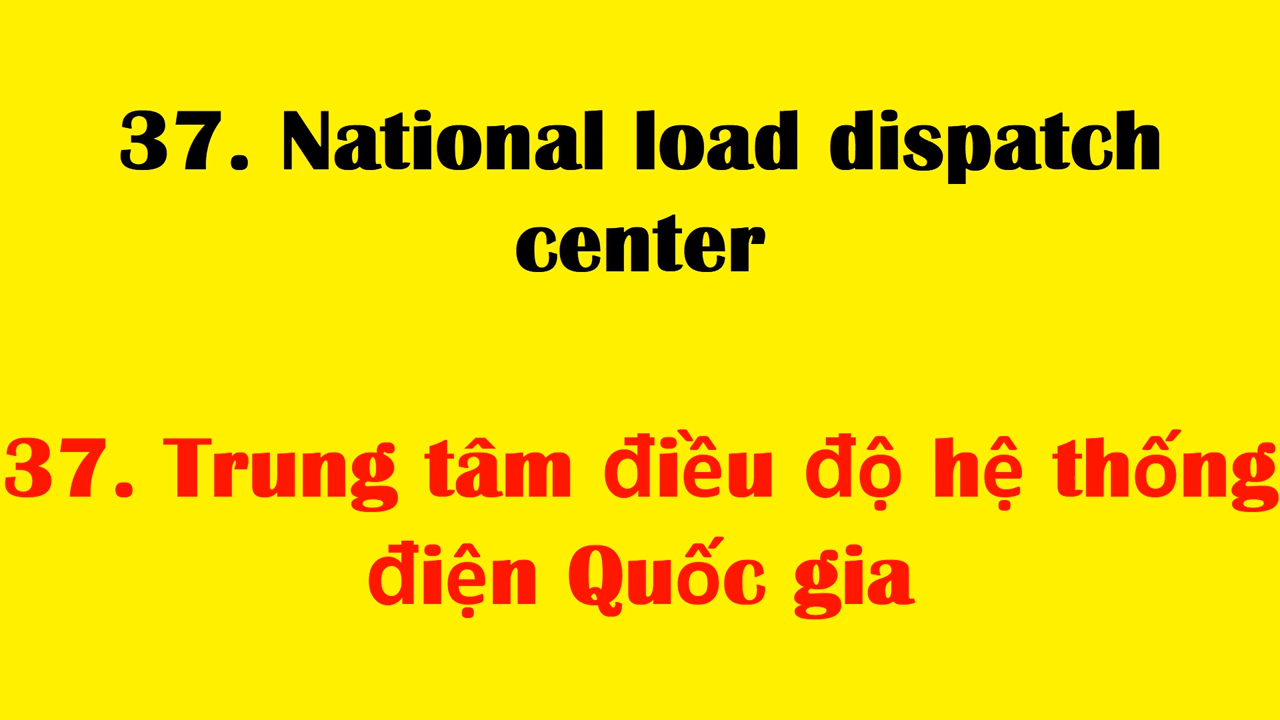 37. National load dispatch
center
37. Trung tâm điều độ hệ thống
điện Quốc gia